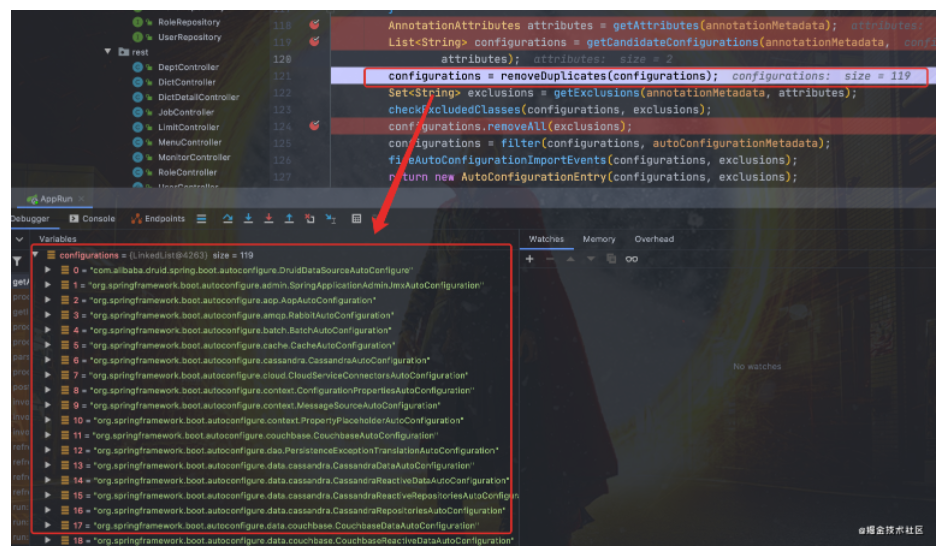 RoleRepository
UserRepository
rest
DeptController
DictController
DictDetailController
JobController
LimitController
MenuController
MonitorController
RoleController
118 AnnotationAttributes attributes = getAttributes(annotationMetadata); attributes:
119 List<String> configurations = getCandidateConfigurations(annotationMetadata,
120 attributes); attributes: size = 2
121 configurations = removeDuplicates(configurations); configurations: size = 119
122 Set<String> exclusions = getExclusions(annotationMetadata, attributes);
123 checkExcludedClasses(configurations, exclusions);
124 configurations.removeAll(exclusions);
125 configurations = filter(configurations, autoConfigurationMetadata);
126 fireAutoConfigurationImportEvents(configurations, exclusions);
127 return new AutoConfigurationEntry(configurations, exclusions);
AppRun
Debugger Console Endpoints
Variables
configurations = {LinkedList@4263} size = 119
0 = "com.alibaba.druid.spring.boot.autoconfigure.DruidDataSourceAutoConfigure"
1 = "org.springframework.boot.autoconfigure.admin.SpringApplicationAdminJmxAutoConfiguration"
2 = "org.springframework.boot.autoconfigure.aop.AopAutoConfiguration"
3 = "org.springframework.boot.autoconfigure.amqp.RabbitAutoConfiguration"
4 = "org.springframework.boot.autoconfigure.batch.BatchAutoConfiguration"
5 = "org.springframework.boot.autoconfigure.cache.CacheAutoConfiguration"
6 = "org.springframework.boot.autoconfigure.cassandra.CassandraAutoConfiguration"
7 = "org.springframework.boot.autoconfigure.cloud.CloudServiceConnectorsAutoConfiguration"
8 = "org.springframework.boot.autoconfigure.context.ConfigurationPropertiesAutoConfiguration"
9 = "org.springframework.boot.autoconfigure.context.MessageSourceAutoConfiguration"
10 = "org.springframework.boot.autoconfigure.context.PropertyPlaceholderAutoConfiguration"
11 = "org.springframework.boot.autoconfigure.couchbase.CouchbaseAutoConfiguration"
12 = "org.springframework.boot.autoconfigure.dao.PersistenceExceptionTranslationAutoConfiguration"
13 = "org.springframework.boot.autoconfigure.data.cassandra.CassandraDataAutoConfiguration"
14 = "org.springframework.boot.autoconfigure.data.cassandra.CassandraReactiveDataAutoConfiguration"
15 = "org.springframework.boot.autoconfigure.data.cassandra.CassandraReactiveRepositoriesAutoConfigur
16 = "org.springframework.boot.autoconfigure.data.cassandra.CassandraRepositoriesAutoConfiguration"
17 = "org.springframework.boot.autoconfigure.data.couchbase.CouchbaseDataAutoConfiguration"
18 = "org.springframework.boot.autoconfigure.data.couchbase.CouchbaseReactiveDataAutoConfiguration"
Watches Memory Overhead
No watches
@掘金技术社区